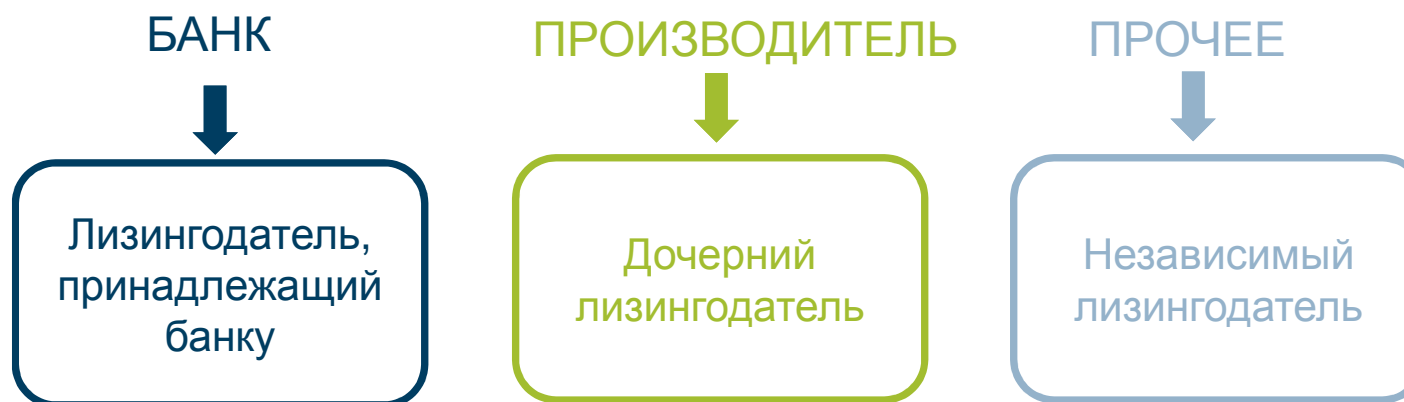 БАНК
ПРОИЗВОДИТЕЛЬ
ПРОЧЕЕ
Лизингодатель,
принадлежащий
банку
Дочерний
лизингодатель
Независимый
лизингодатель